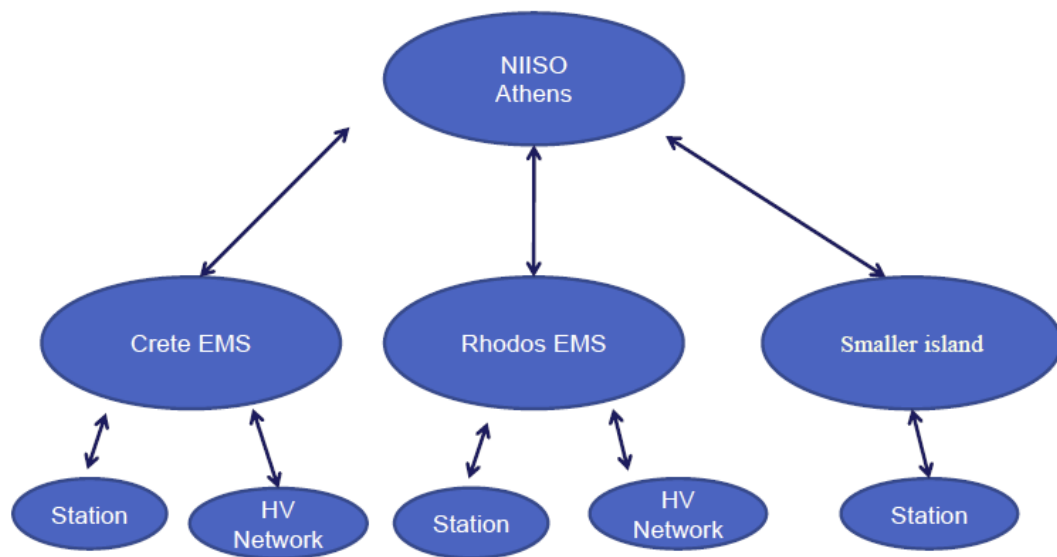 NIISO
Athens
Crete EMS
Rhodos EMS
Smaller island
Station
HV
Network
Station
HV
Network
Station